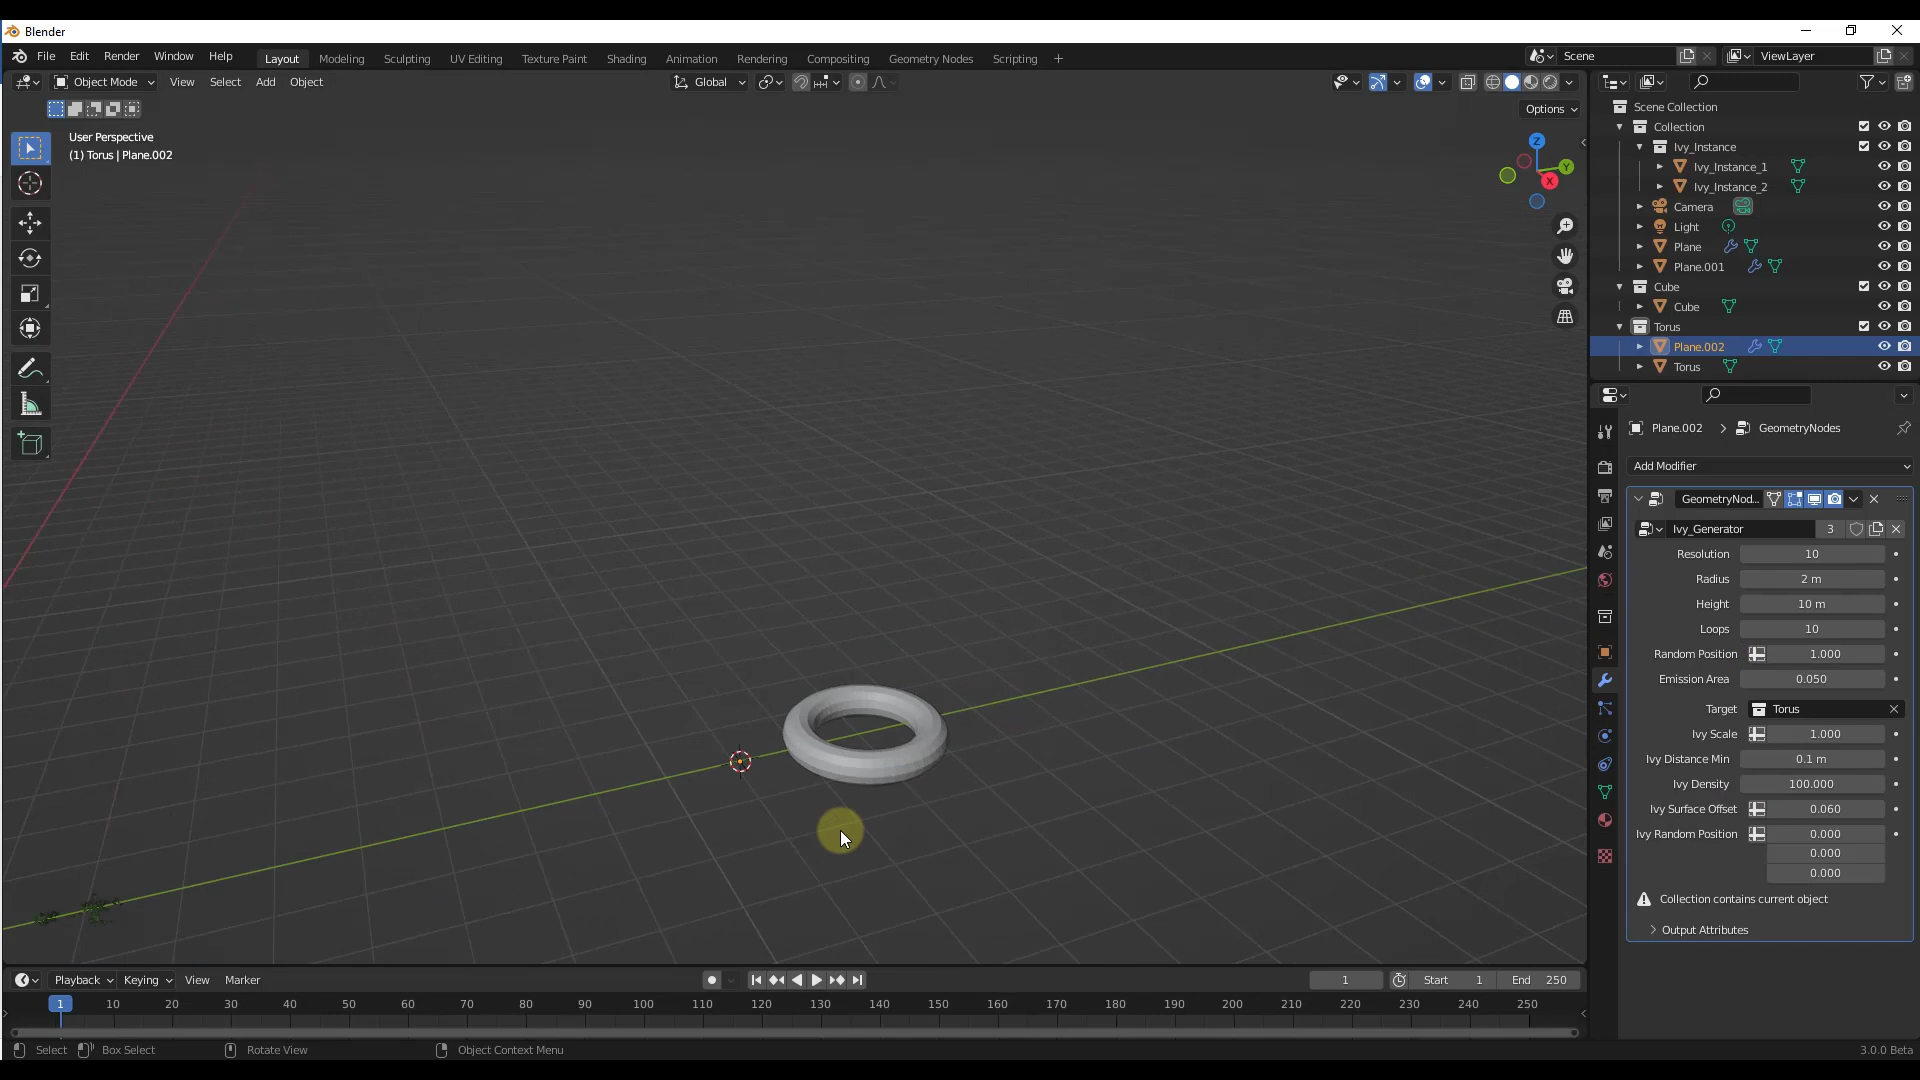 Blender
File Edit Render Window Help Layout Modeling Sculpting UV Editing Texture Paint Shading Animation Rendering Compositing Geometry Nodes Scripting + Scene ViewLayer
Object Mode View Select Add Object Global
Options
User Perspective
(1) Torus | Plane.002
Z
Y
X
Scene Collection
Collection
Ivy_Instance
Ivy_Instance_1
Ivy_Instance_2
Camera
Light
Plane
Plane.001
Cube
Cube
Torus
Plane.002
Torus
Plane.002 > GeometryNodes
Add Modifier
GeometryNod...
Ivy_Generator 3
Resolution 10
Radius 2 m
Height 10 m
Loops 10
Random Position 1.000
Emission Area 0.050
Target Torus
Ivy Scale 1.000
Ivy Distance Min 0.1 m
Ivy Density 100.000
Ivy Surface Offset 0.060
Ivy Random Position 0.000
0.000
0.000
Collection contains current object
Output Attributes
Playback Keying View Marker 1 Start 1 End 250
1 10 20 30 40 50 60 70 80 90 100 110 120 130 140 150 160 170 180 190 200 210 220 230 240 250
Select Box Select Rotate View Object Context Menu 3.0.0 Beta